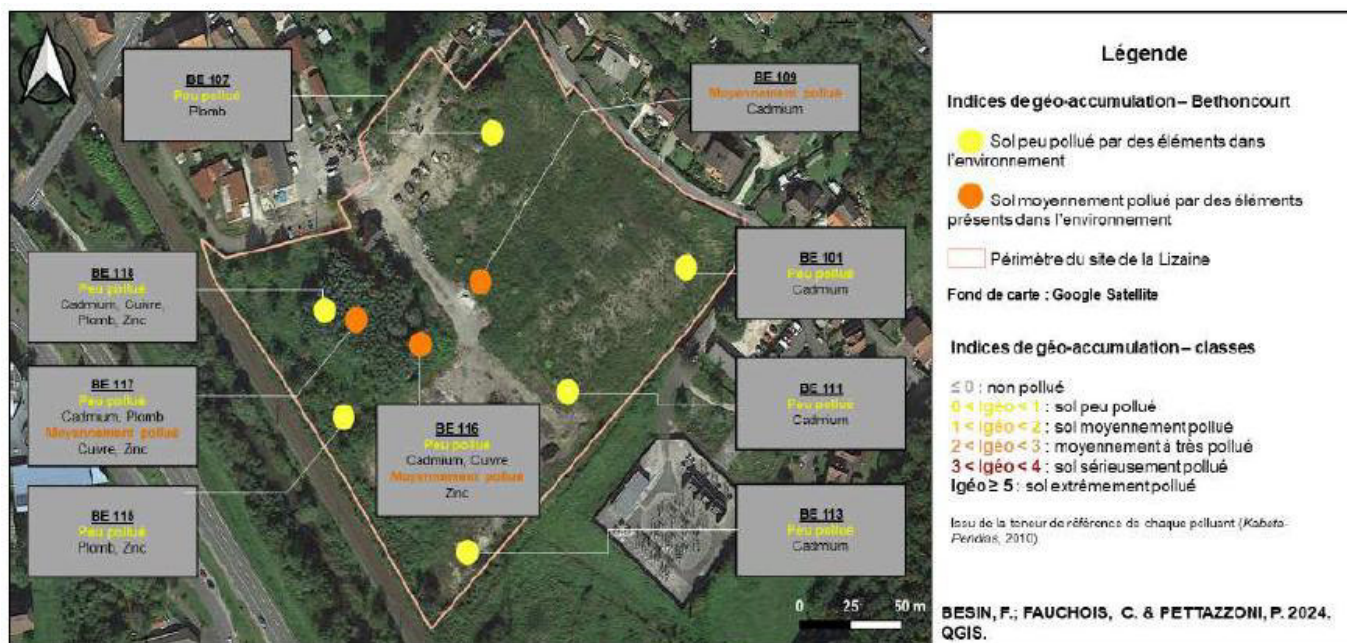 BE 107
Peu pollué
Plomb
BE 109
Moyennement pollué
Cadmium
BE 118
Peu pollué
Cadmium, Cuivre,
Plomb, Zinc
BE 101
Peu pollué
Cadmium
BE 117
Peu pollué
Cadmium, Plomb
Moyennement pollué
Cuivre, Zinc
BE 116
Peu pollué
Cadmium, Cuivre
Moyennement pollué
Zinc
BE 111
Peu pollué
Cadmium
Peu pollué
Plomb, Zinc
BE 113
Peu pollué
Cadmium
0 25 50 m
Légende
Indices de géo-accumulation – Bethoncourt
Sol peu pollué par des éléments dans
l'environnement
Sol moyennement pollué par des éléments
présents dans l'environnement
Périmètre du site de la Lizaine
Fond de carte : Google Satellite
Indices de géo-accumulation – classes
≤ 0 : non pollué
0 < Igéo < 1 : sol peu pollué
1 < Igéo < 2 : sol moyennement pollué
2 < Igéo < 3 : moyennement à très pollué
3 < Igéo < 4 : sol sérieusement pollué
Igéo ≥ 5 : sol extrêmement pollué
Issu de la teneur de référence de chaque polluant (Kabata-
Pendias, 2010)
BESIN, F.; FAUCHOIS, C. & PETTAZZONI, P. 2024.
QGIS.